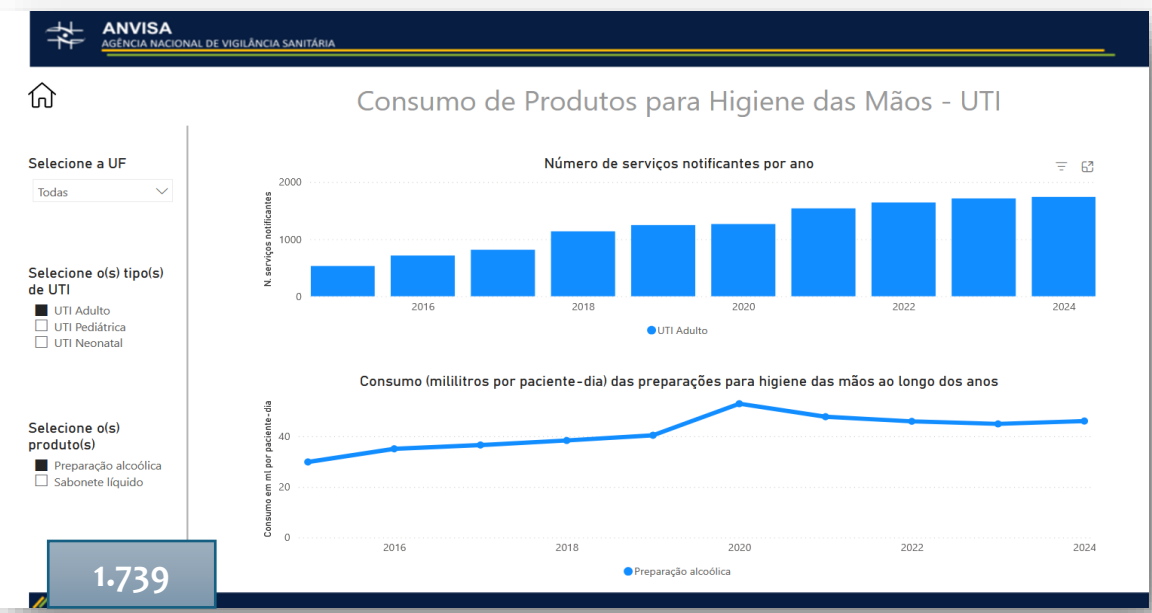 ANVISA
AGÊNCIA NACIONAL DE VIGILÂNCIA SANITÁRIA
Consumo de Produtos para Higiene das Mãos - UTI
Selecione a UF
Todas
Selecione o(s) tipo(s)
de UTI
UTI Adulto
UTI Pediátrica
UTI Neonatal
Selecione o(s)
produto(s)
Preparação alcoólica
Sabonete líquido
1.739
Número de serviços notificantes por ano
N. serviços notificantes
2000
1000
0
2016
2018
2020
2022
2024
UTI Adulto
Consumo (mililitros por paciente-dia) das preparações para higiene das mãos ao longo dos anos
Consumo em ml por paciente-dia
40
20
0
2016
2018
2020
2022
2024
Preparação alcoólica